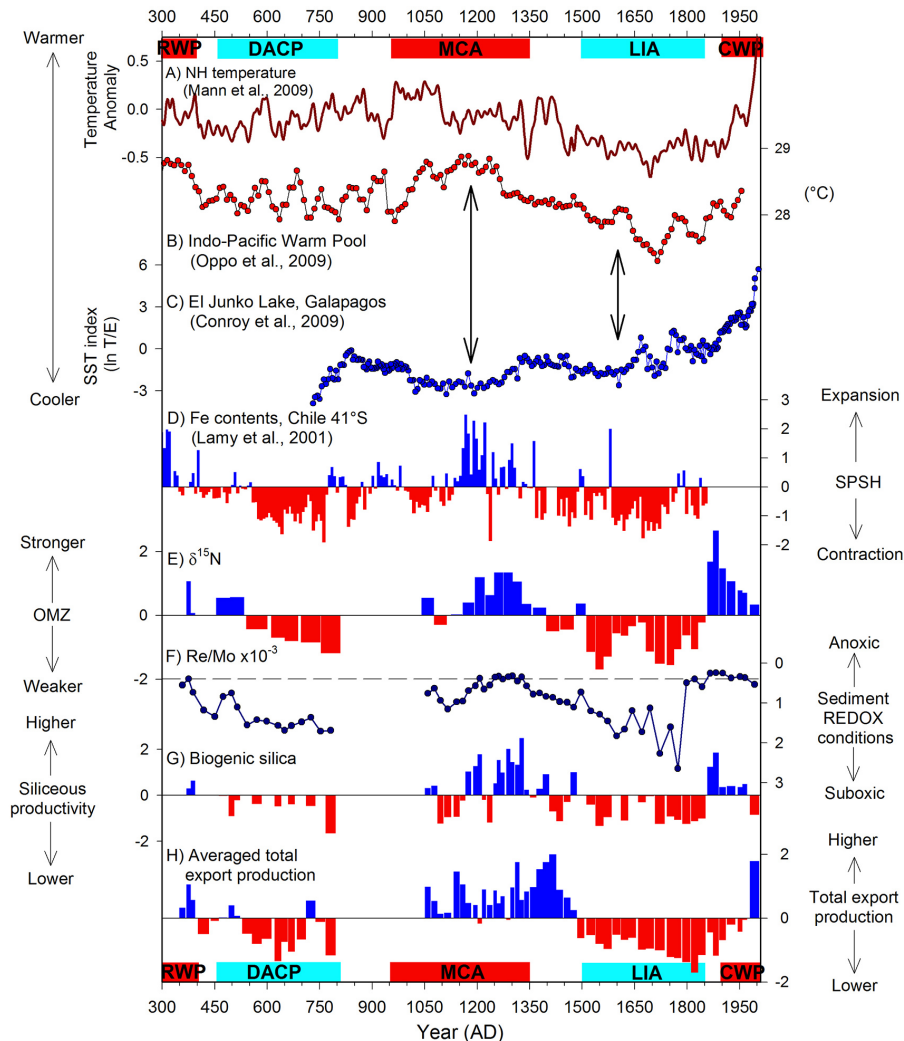 300 450 600 750 900 1050 1200 1350 1500 1650 1800 1950
RWP DACP MCA LIA CWP
Warmer
Cooler
Temperature
Anomaly
0.5
0.0
-0.5
A) NH temperature
(Mann et al., 2009)
29
28
(°C)
B) Indo-Pacific Warm Pool
(Oppo et al., 2009)
SST index
(ln T/E)
6
3
0
-3
C) El Junko Lake, Galapagos
(Conroy et al., 2009)
D) Fe contents, Chile 41°S
(Lamy et al., 2001)
3
2
1
0
-1
-2
Expansion
SPSH
Contraction
Stronger
OMZ
Weaker
2
0
-2
E) δ15N
F) Re/Mo x10-3
0
1
2
3
Anoxic
Sediment
REDOX
conditions
Suboxic
Higher
Siliceous
productivity
Lower
2
0
-2
G) Biogenic silica
H) Averaged total
export production
2
0
-2
Higher
Total export
production
Lower
RWP DACP MCA LIA CWP
300 450 600 750 900 1050 1200 1350 1500 1650 1800 1950
Year (AD)